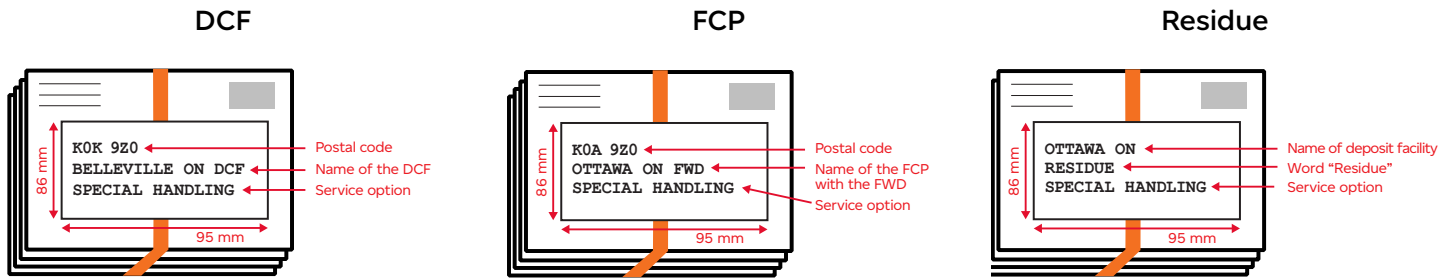 DCF
86 mm
K0K 9Z0
BELLEVILLE ON DCF
SPECIAL HANDLING
95 mm
Postal code
Name of the DCF
Service option
FCP
86 mm
K0A 9Z0
OTTAWA ON FWD
SPECIAL HANDLING
95 mm
Postal code
Name of the FCP
with the FWD
Service option
Residue
86 mm
OTTAWA ON
RESIDUE
SPECIAL HANDLING
95 mm
Name of deposit facility
Word “Residue”
Service option